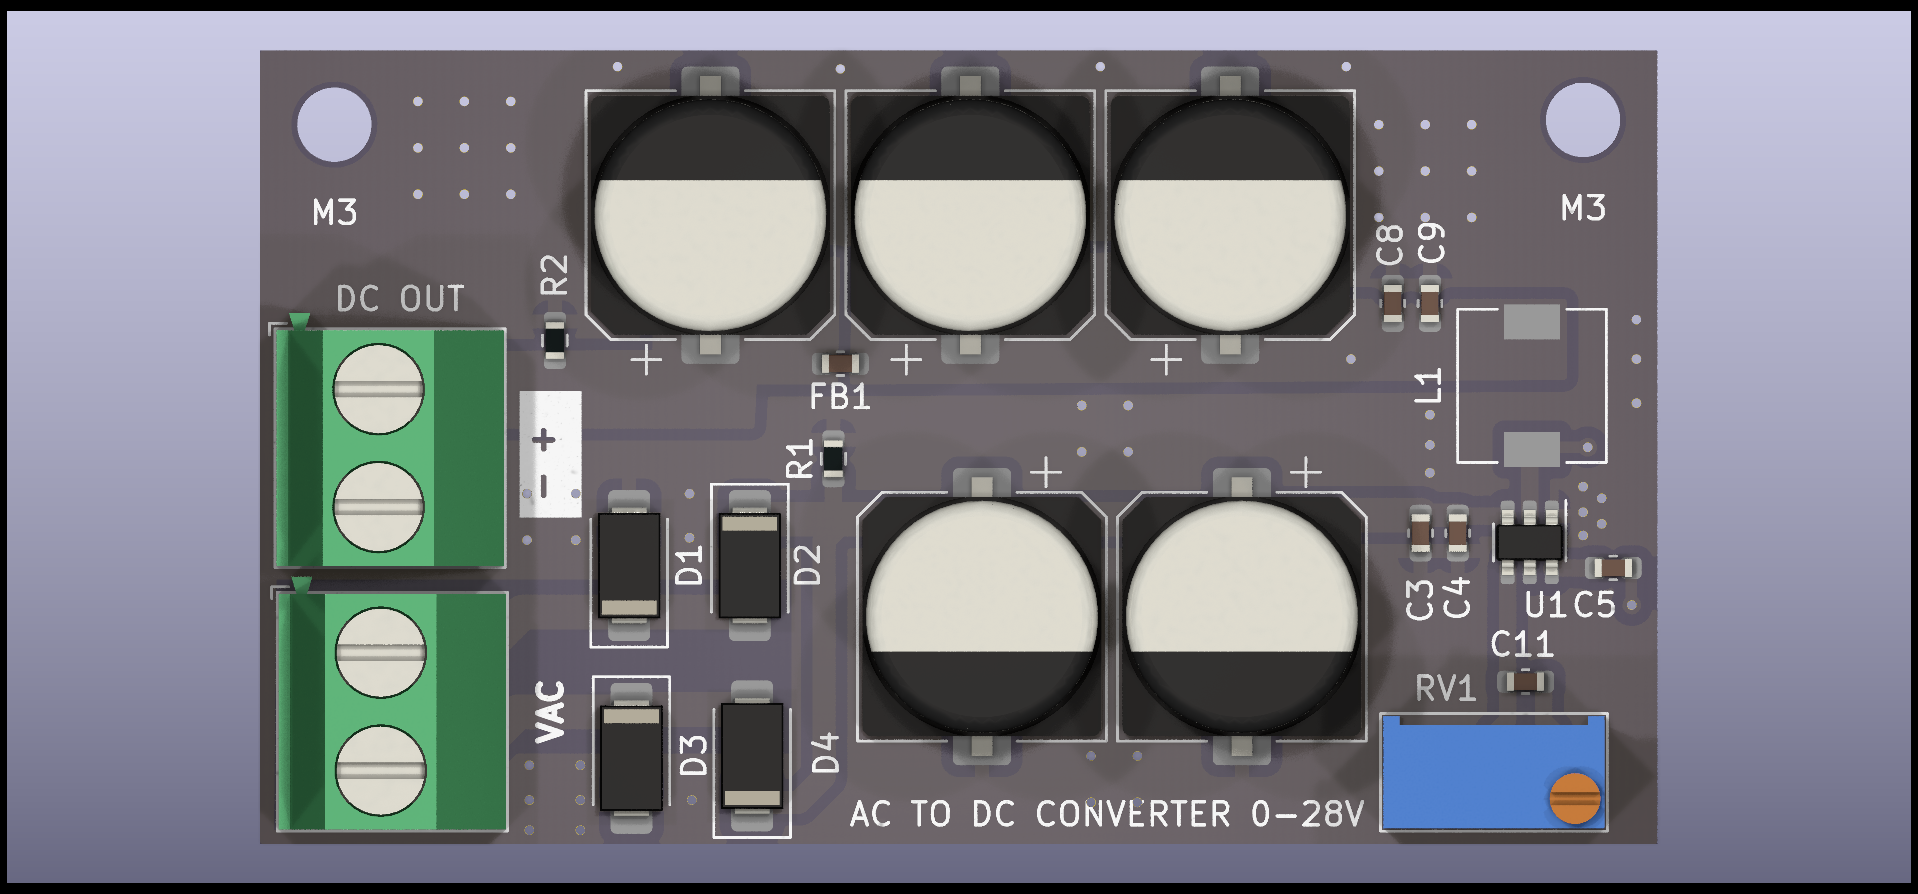 M3
M3
C8
C9
R2
DC OUT
+
+
+
FB1
L1
+
−
R1
+
+
D1
D2
C3
C4
U1
C5
C11
RV1
VAC
D3
D4
AC TO DC CONVERTER 0−28V